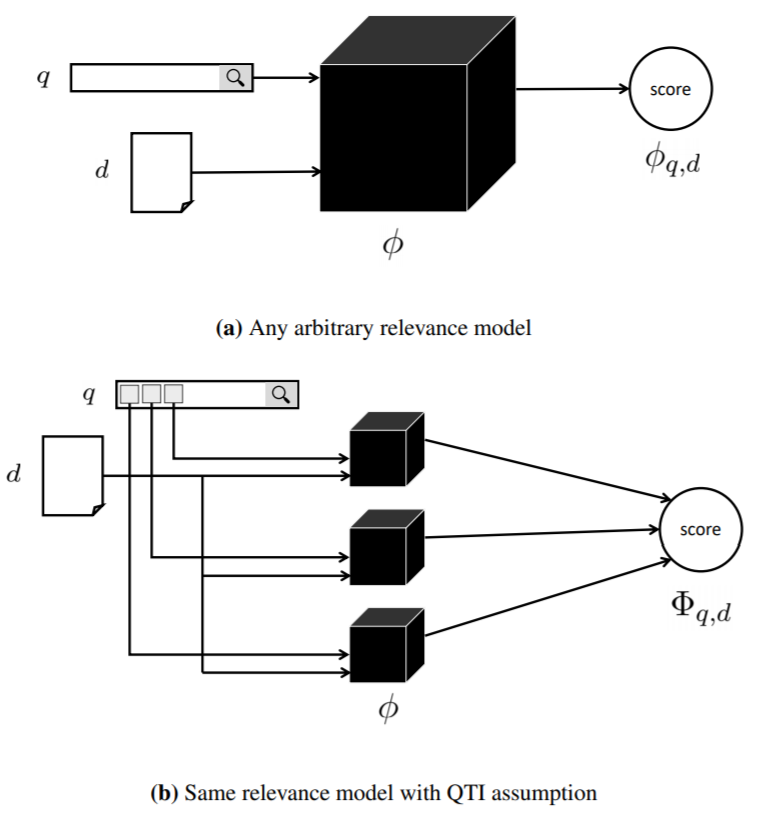 q
score
d
ϕq,d
ϕ
(a) Any arbitrary relevance model
q
d
score
Φq,d
ϕ
(b) Same relevance model with QTI assumption